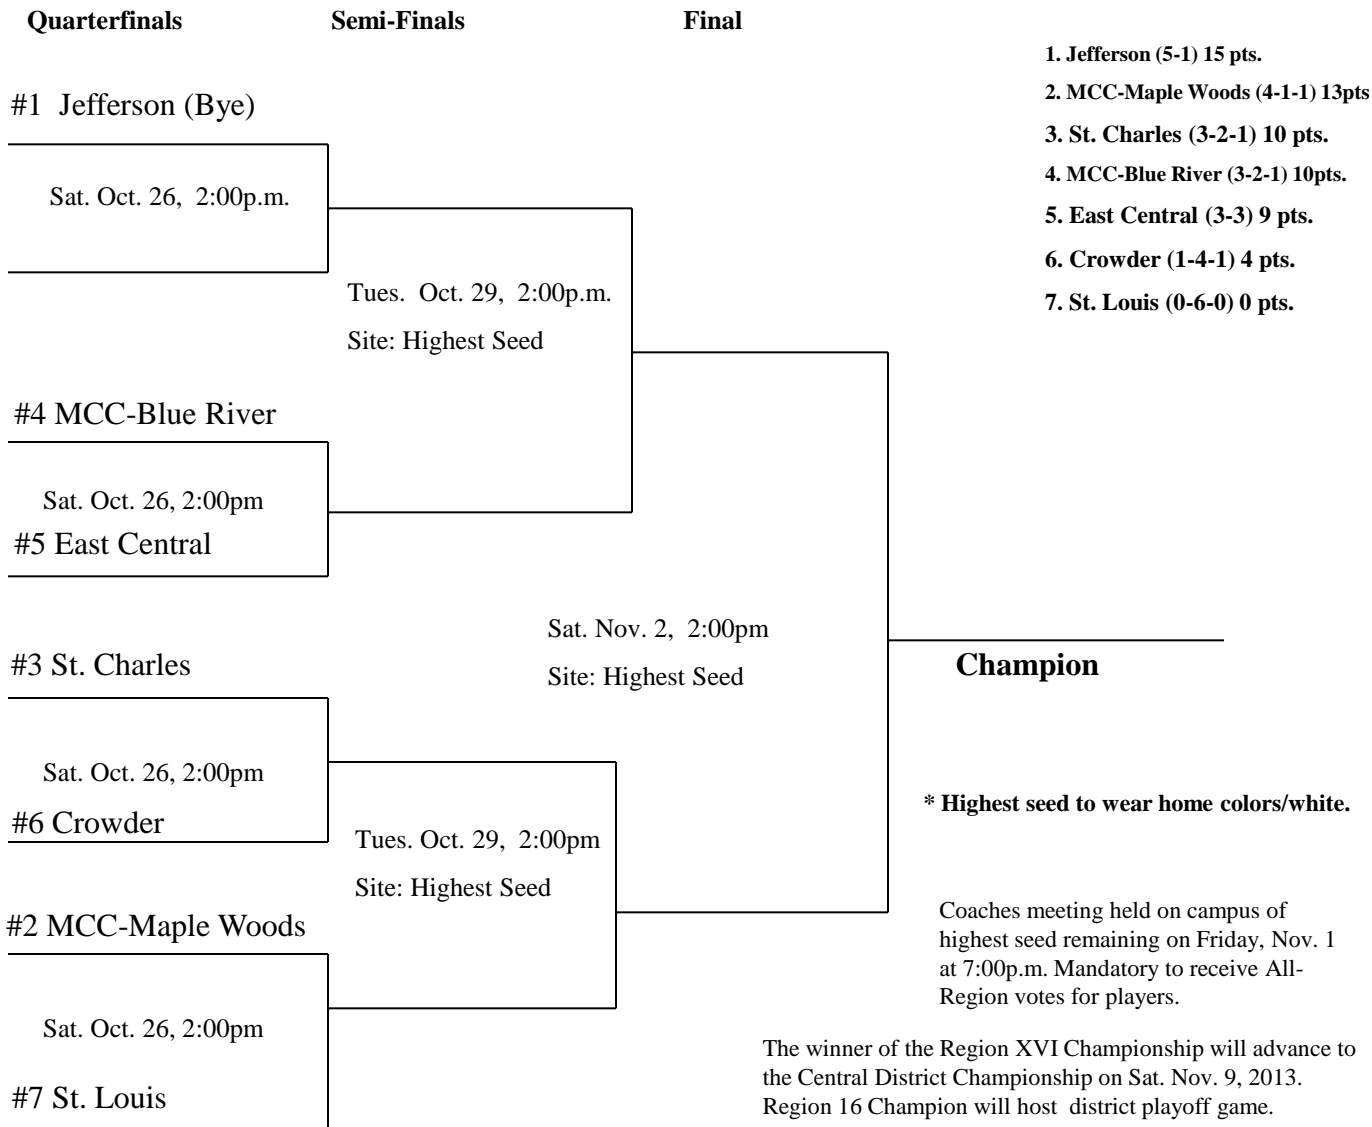 Quarterfinals Semi-Finals Final
#1 Jefferson (Bye)
Sat. Oct. 26, 2:00p.m.
Tues. Oct. 29, 2:00p.m.
Site: Highest Seed
#4 MCC-Blue River
Sat. Oct. 26, 2:00pm
#5 East Central
Sat. Nov. 2, 2:00pm
Site: Highest Seed
#3 St. Charles
Sat. Oct. 26, 2:00pm
#6 Crowder
Tues. Oct. 29, 2:00pm
Site: Highest Seed
#2 MCC-Maple Woods
Sat. Oct. 26, 2:00pm
#7 St. Louis
Champion
1. Jefferson (5-1) 15 pts.
2. MCC-Maple Woods (4-1-1) 13pts
3. St. Charles (3-2-1) 10 pts.
4. MCC-Blue River (3-2-1) 10pts.
5. East Central (3-3) 9 pts.
6. Crowder (1-4-1) 4 pts.
7. St. Louis (0-6-0) 0 pts.
* Highest seed to wear home colors/white.
Coaches meeting held on campus of
highest seed remaining on Friday, Nov. 1
at 7:00p.m. Mandatory to receive All-
Region votes for players.
The winner of the Region XVI Championship will advance to
the Central District Championship on Sat. Nov. 9, 2013.
Region 16 Champion will host district playoff game.